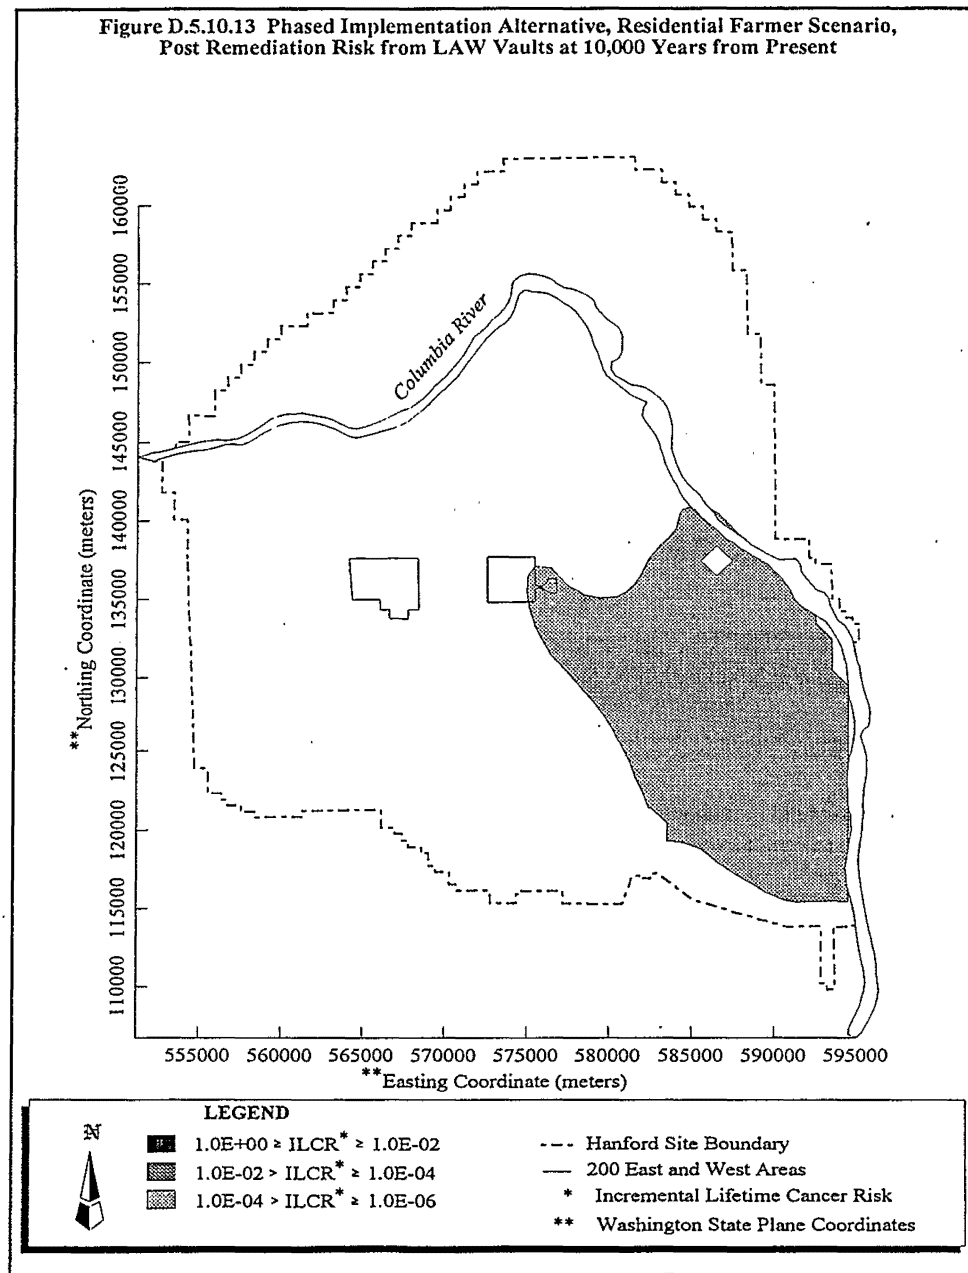 Figure D.5.10.13 Phased Implementation Alternative, Residential Farmer Scenario,
Post Remediation Risk from LAW Vaults at 10,000 Years from Present
160000
155000
150000
145000
140000
135000
130000
125000
120000
115000
110000
**Northing Coordinate (meters)
Columbia River
555000 560000 565000 570000 575000 580000 585000 590000 595000
**Easting Coordinate (meters)
LEGEND
N
1.0E+00 ≥ ILCR* ≥ 1.0E-02
1.0E-02 > ILCR* ≥ 1.0E-04
1.0E-04 > ILCR* ≥ 1.0E-06
--- Hanford Site Boundary
— 200 East and West Areas
* Incremental Lifetime Cancer Risk
** Washington State Plane Coordinates